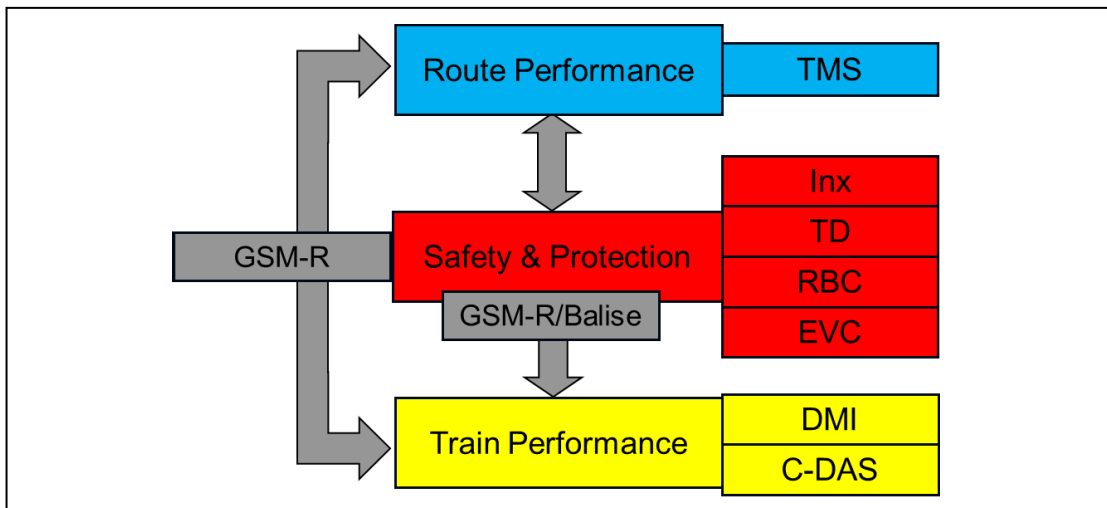 Route Performance
TMS
Inx
TD
GSM-R
Safety & Protection
RBC
GSM-R/Balise
EVC
Train Performance
DMI
C-DAS